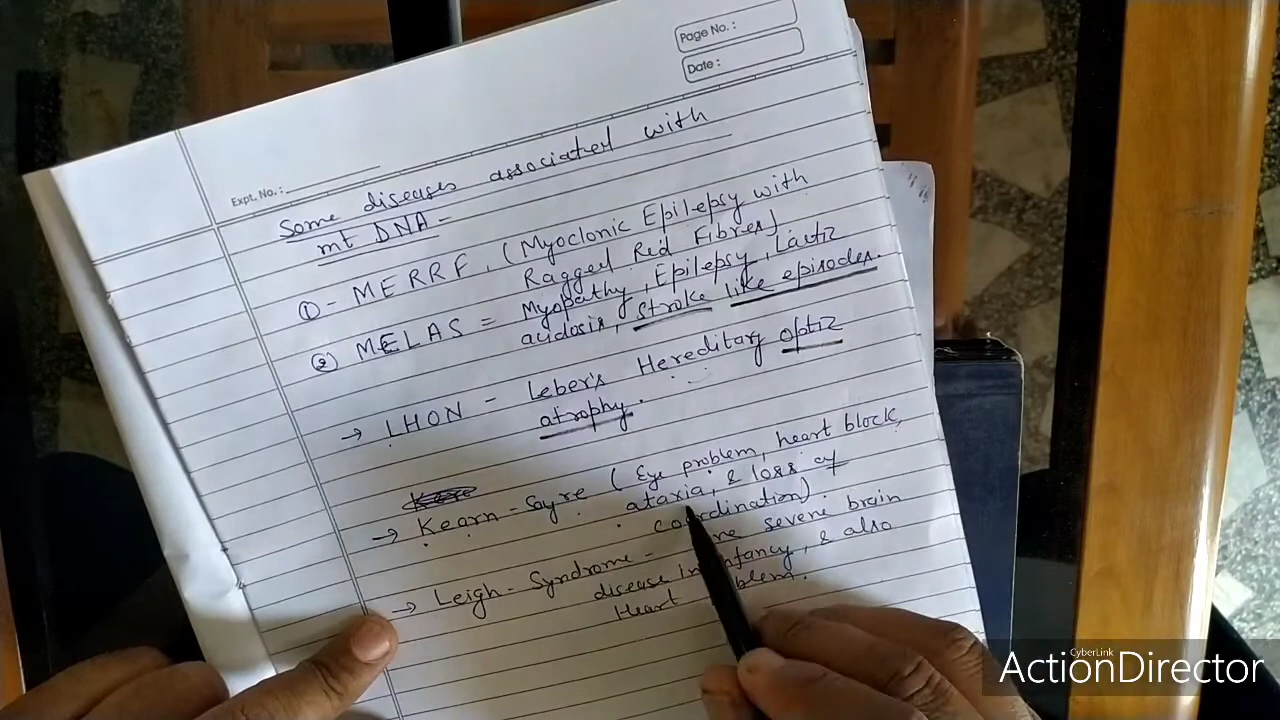 Page No. :
Date :
Expt. No. :
Some diseases associated with
mt DNA -
① - MERRF , (Myoclonic Epilepsy with
Ragged Red Fibres)
② MELAS = Myopathy , Epilepsy , Lactic
acidosis, stroke like episodes.
→ LHON - Leber's Hereditary optic
atrophy.
→ Kearn - Sayre ( Eye problem, heart block,
ataxia, & loss of
coordination) .
→ Leigh - Syndrome - severe brain
disease in infancy , & also
Heart
CyberLink
ActionDirector